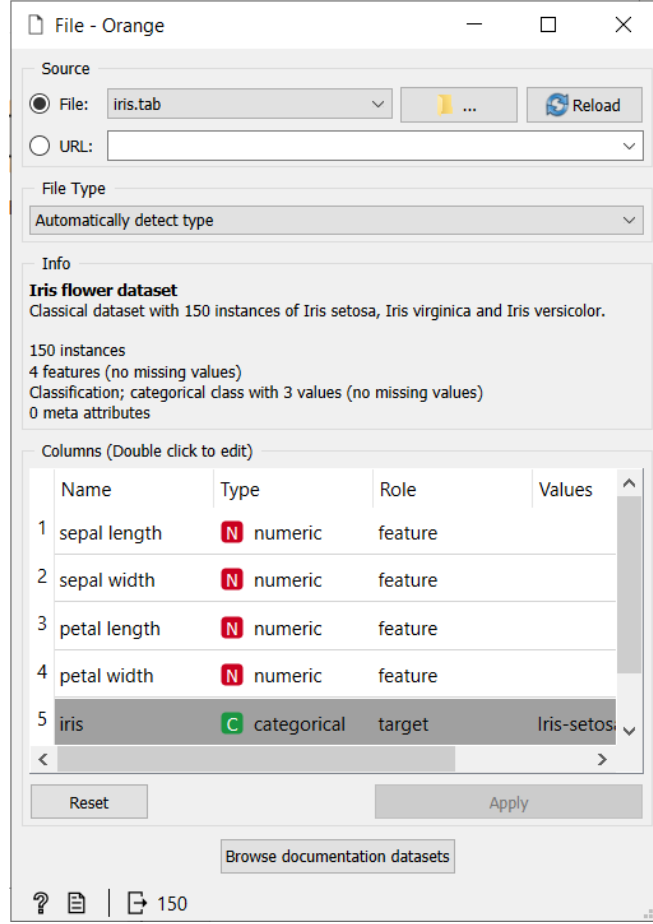 File - Orange
Source
File: iris.tab ... Reload
URL:
File Type
Automatically detect type
Info
Iris flower dataset
Classical dataset with 150 instances of Iris setosa, Iris virginica and Iris versicolor.
150 instances
4 features (no missing values)
Classification; categorical class with 3 values (no missing values)
0 meta attributes
Columns (Double click to edit)
Name Type Role Values
1 sepal length N numeric feature
2 sepal width N numeric feature
3 petal length N numeric feature
4 petal width N numeric feature
5 iris C categorical target Iris-setosa
Reset Apply
Browse documentation datasets
? 150